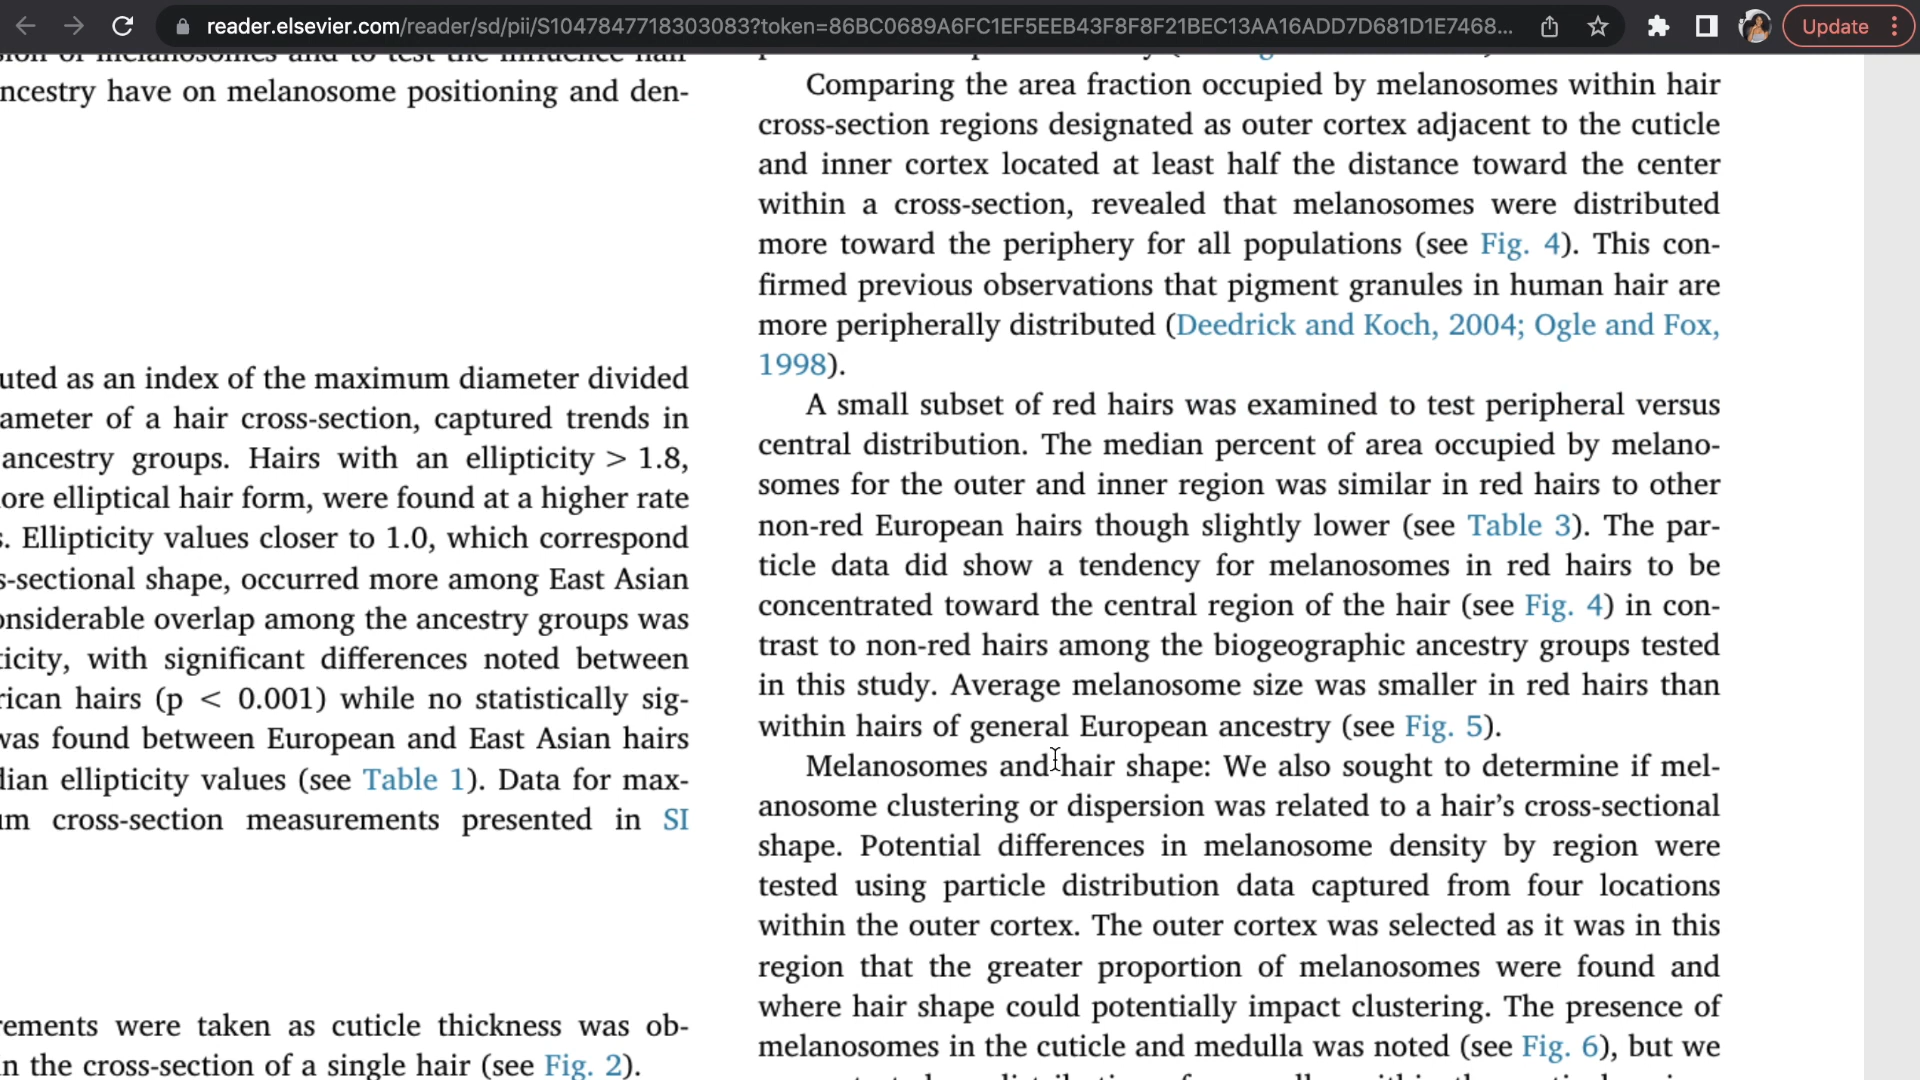 reader.elsevier.com/reader/sd/pii/S1047847718303083?token=86BC0689A6FC1EF5EEB43F8F8F21BEC13AA16ADD7D681D1E7468...
Update
ncestry have on melanosome positioning and den-
uted as an index of the maximum diameter divided
ameter of a hair cross-section, captured trends in
ancestry groups. Hairs with an ellipticity > 1.8,
ore elliptical hair form, were found at a higher rate
s. Ellipticity values closer to 1.0, which correspond
s-sectional shape, occurred more among East Asian
onsiderable overlap among the ancestry groups was
ticity, with significant differences noted between
rican hairs (p < 0.001) while no statistically sig-
was found between European and East Asian hairs
dian ellipticity values (see Table 1). Data for max-
um cross-section measurements presented in SI
rements were taken as cuticle thickness was ob-
n the cross-section of a single hair (see Fig. 2).
Comparing the area fraction occupied by melanosomes within hair
cross-section regions designated as outer cortex adjacent to the cuticle
and inner cortex located at least half the distance toward the center
within a cross-section, revealed that melanosomes were distributed
more toward the periphery for all populations (see Fig. 4). This con-
firmed previous observations that pigment granules in human hair are
more peripherally distributed (Deedrick and Koch, 2004; Ogle and Fox,
1998).
A small subset of red hairs was examined to test peripheral versus
central distribution. The median percent of area occupied by melano-
somes for the outer and inner region was similar in red hairs to other
non-red European hairs though slightly lower (see Table 3). The par-
ticle data did show a tendency for melanosomes in red hairs to be
concentrated toward the central region of the hair (see Fig. 4) in con-
trast to non-red hairs among the biogeographic ancestry groups tested
in this study. Average melanosome size was smaller in red hairs than
within hairs of general European ancestry (see Fig. 5).
Melanosomes and hair shape: We also sought to determine if mel-
anosome clustering or dispersion was related to a hair's cross-sectional
shape. Potential differences in melanosome density by region were
tested using particle distribution data captured from four locations
within the outer cortex. The outer cortex was selected as it was in this
region that the greater proportion of melanosomes were found and
where hair shape could potentially impact clustering. The presence of
melanosomes in the cuticle and medulla was noted (see Fig. 6), but we